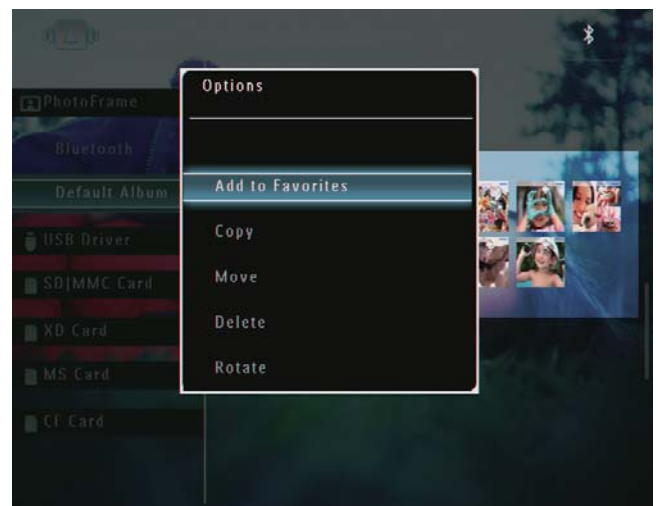 Options
Add to Favorites
Copy
Move
Delete
Rotate
PhotoFrame
Bluetooth
Default Album
USB Driver
SD|MMC Card
XD Card
MS Card
CF Card